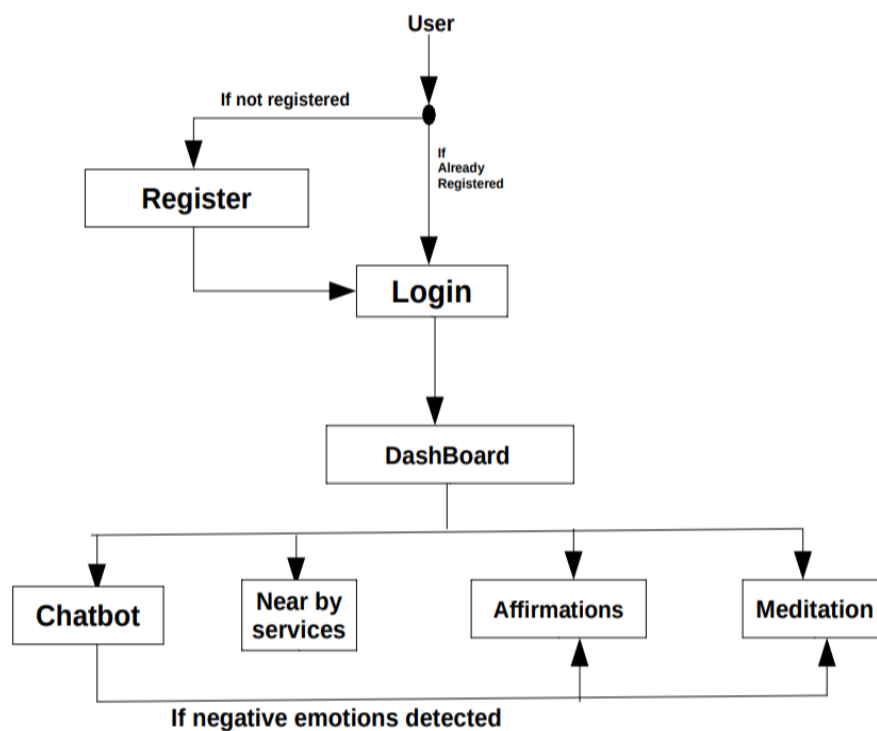 User
If not registered
If
Already
Registered
Register
Login
DashBoard
Chatbot
Near by
services
Affirmations
Meditation
If negative emotions detected